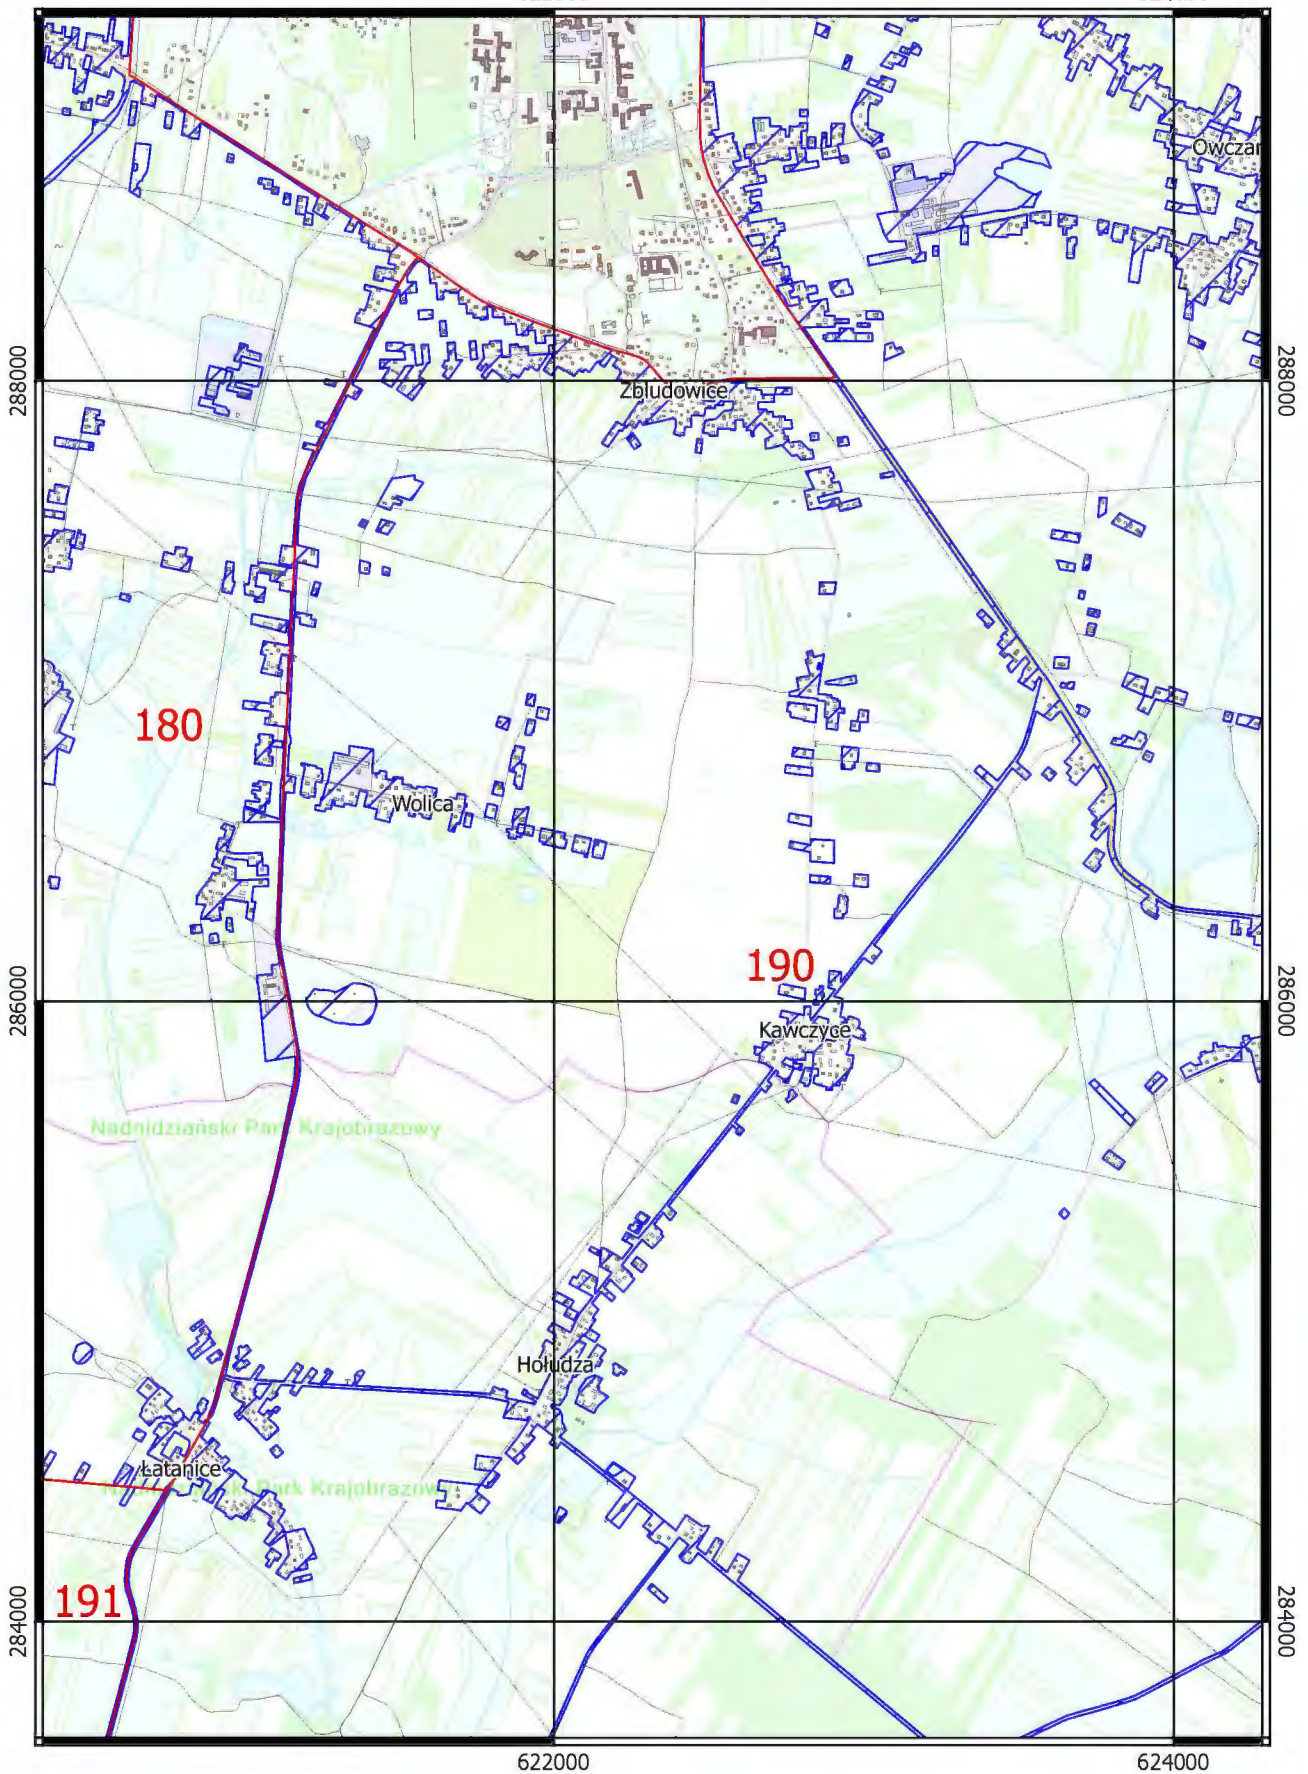 Owczar
288000
288000
Zbludowice
180
Wolica
190
286000
286000
Kawczyce
Nadnidziański Park Krajobrazowy
Hołudza
Łatanice
Park Krajobrazowy
191
284000
284000
622000
624000